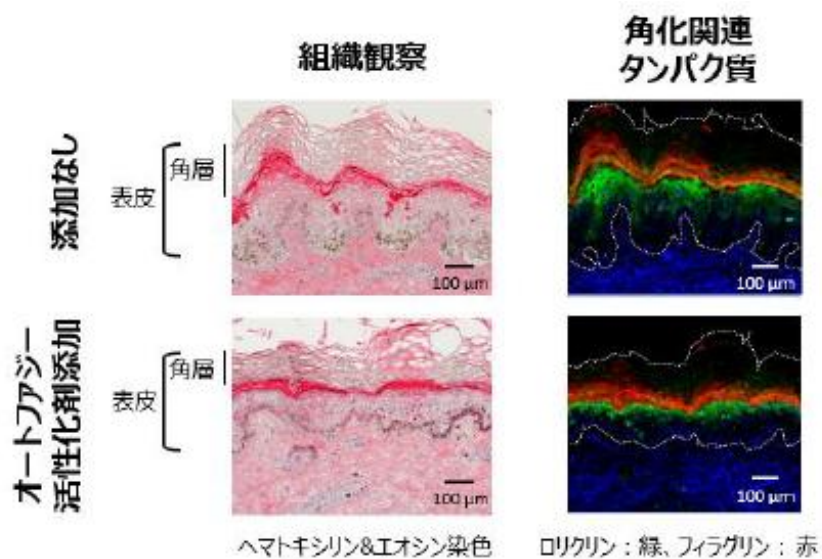 組織観察
角化関連
タンパク質
添加なし
表皮
角層
100 μm
100 μm
オートファジー
活性化剤添加
表皮
角層
100 μm
100 μm
ヘマトキシリン&エオシン染色
ロリクリン：緑、フィラグリン：赤